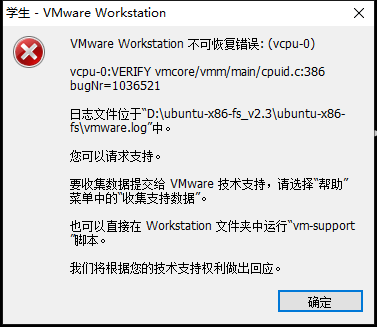 学生 - VMware Workstation
VMware Workstation 不可恢复错误: (vcpu-0)
vcpu-0:VERIFY vmcore/vmm/main/cpuid.c:386
bugNr=1036521
日志文件位于“D:\ubuntu-x86-fs_v2.3\ubuntu-x86-
fs\vmware.log”中。
您可以请求支持。
要收集数据提交给 VMware 技术支持，请选择“帮助”
菜单中的“收集支持数据”。
也可以直接在 Workstation 文件夹中运行“vm-support
”脚本。
我们将根据您的技术支持权利做出回应。
确定